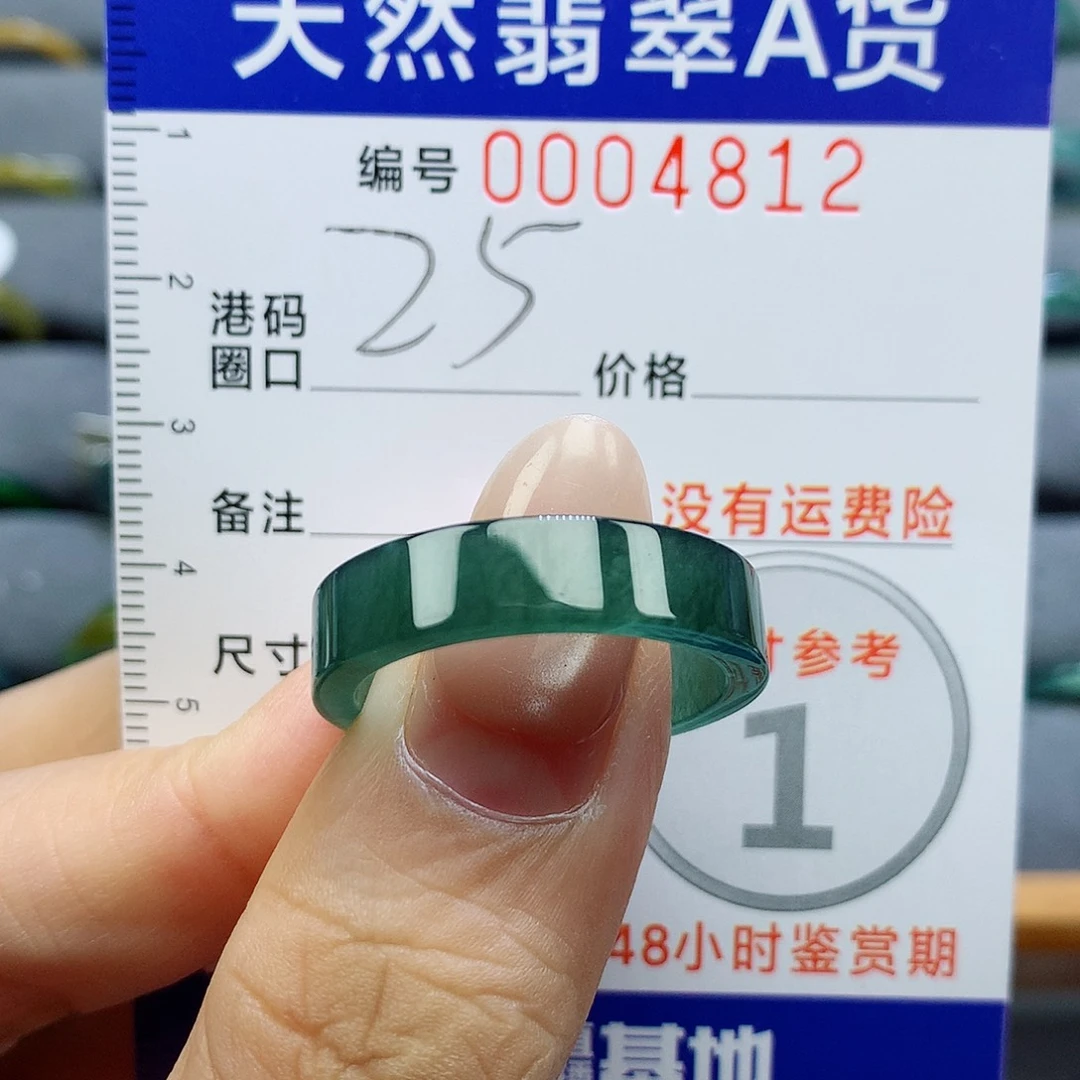 天然翡翠A货
编号 0004812
1
2
港码
圈口 25 价格
3
备注 没有运费险
4
尺寸 寸参考
5
1
48小时鉴赏期
基地